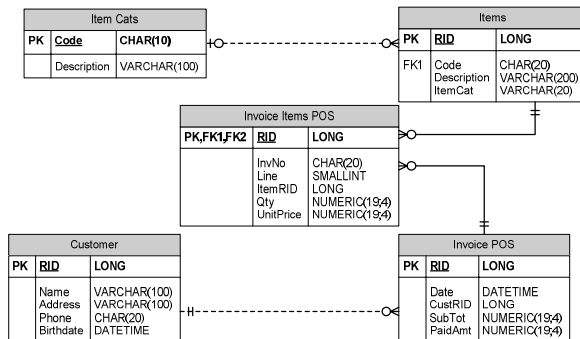 Item Cats
PK Code CHAR(10)
Description VARCHAR(100)
Items
PK RID LONG
FK1 Code CHAR(20)
Description VARCHAR(200)
ItemCat VARCHAR(20)
Invoice Items POS
PK,FK1,FK2 RID LONG
InvNo CHAR(20)
Line SMALLINT
ItemRID LONG
Qty NUMERIC(19;4)
UnitPrice NUMERIC(19;4)
Customer
PK RID LONG
Name VARCHAR(100)
Address VARCHAR(100)
Phone CHAR(20)
Birthdate DATETIME
Invoice POS
PK RID LONG
Date DATETIME
CustRID LONG
SubTot NUMERIC(19;4)
PaidAmt NUMERIC(19;4)